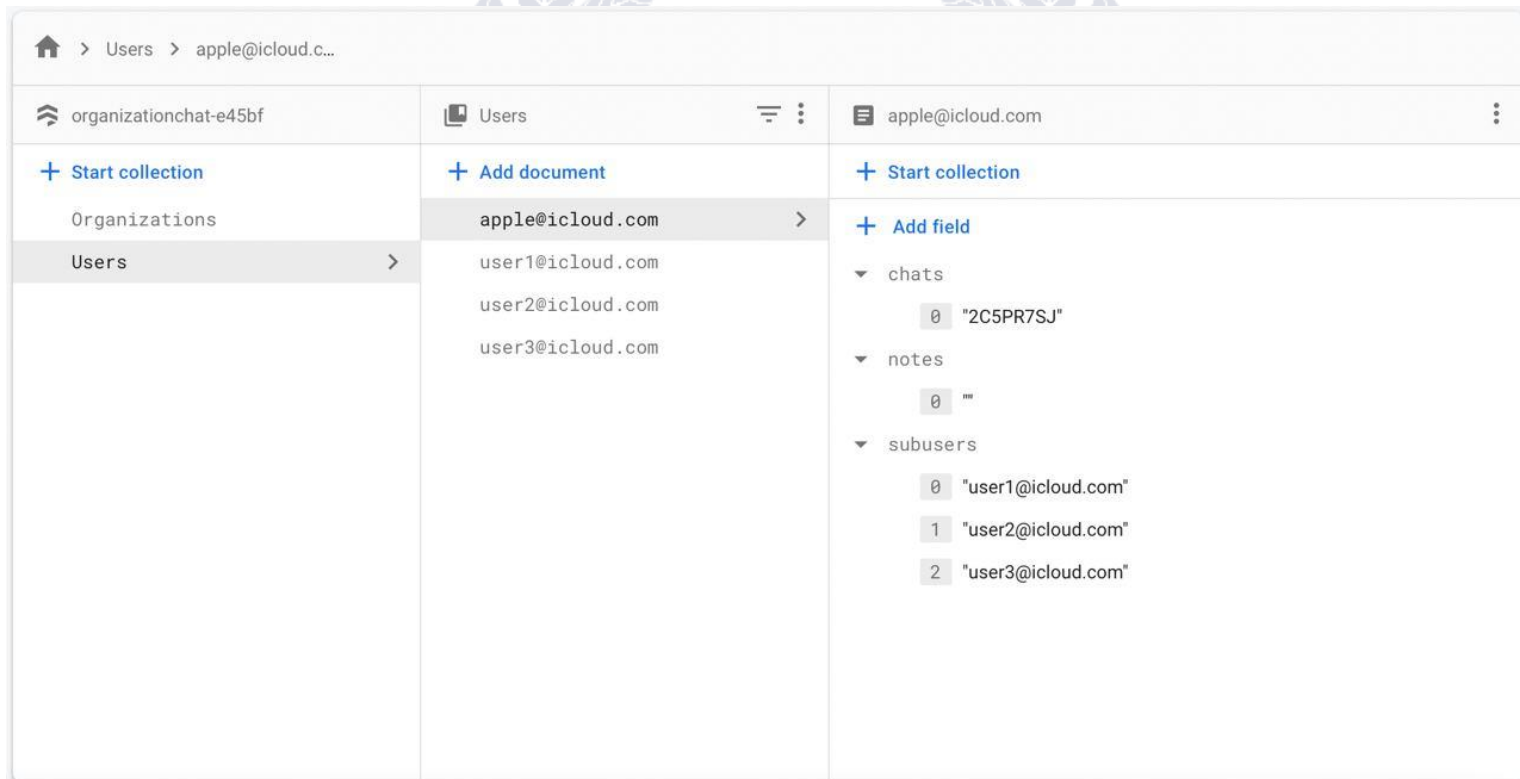 Users > apple@icloud.c...
organizationchat-e45bf
+ Start collection
Organizations
Users
Users
+ Add document
apple@icloud.com
user1@icloud.com
user2@icloud.com
user3@icloud.com
apple@icloud.com
+ Start collection
+ Add field
chats
0 "2C5PR7SJ"
notes
0 ""
subusers
0 "user1@icloud.com"
1 "user2@icloud.com"
2 "user3@icloud.com"